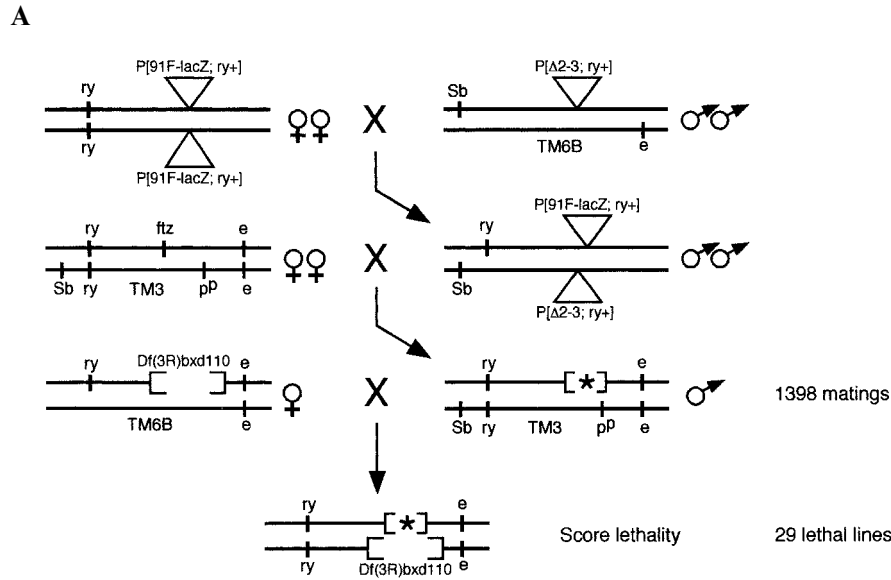 A
P[91F-lacZ; ry+]
ry
ry
P[91F-lacZ; ry+]
X
P[Δ2-3; ry+]
Sb
TM6B
e
ry
ftz
e
Sb
ry
TM3
pp
e
X
P[91F-lacZ; ry+]
ry
Sb
P[Δ2-3; ry+]
Df(3R)bxd110
ry
e
TM6B
e
X
ry
*
e
Sb
ry
TM3
pp
e
1398 matings
ry
*
e
Df(3R)bxd110
e
Score lethality
29 lethal lines
ry